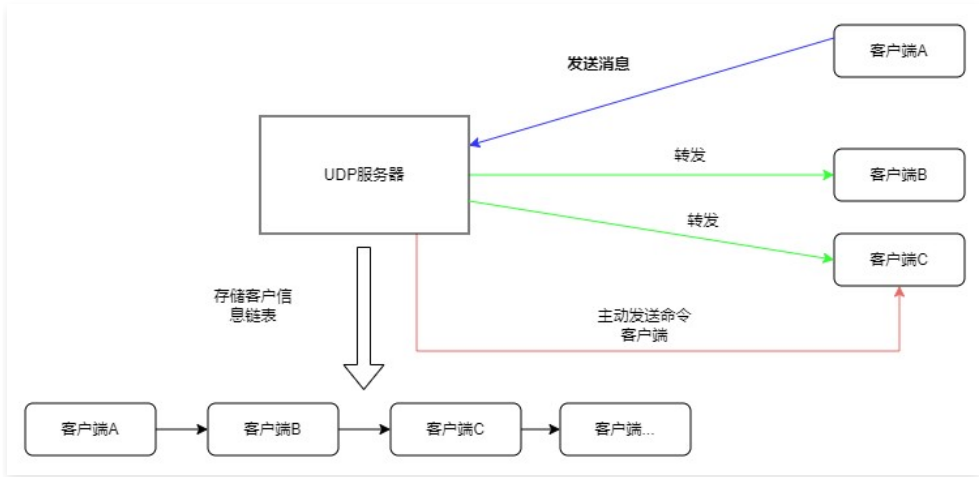 客户端A
发送消息
转发
UDP服务器
客户端B
转发
客户端C
存储客户信
息链表
主动发送命令
客户端
客户端A
客户端B
客户端C
客户端...